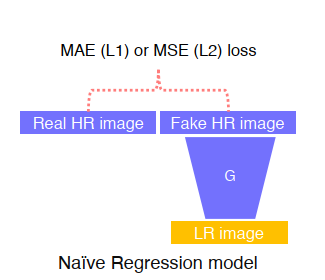 MAE (L1) or MSE (L2) loss
Real HR image
Fake HR image
G
LR image
Naïve Regression model